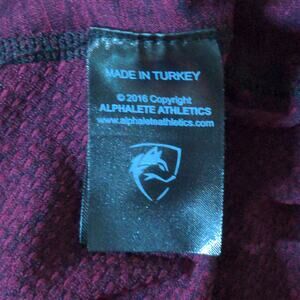 MADE IN TURKEY
© 2016 Copyright
ALPHALETE ATHLETICS
www.alphaleteathletics.com